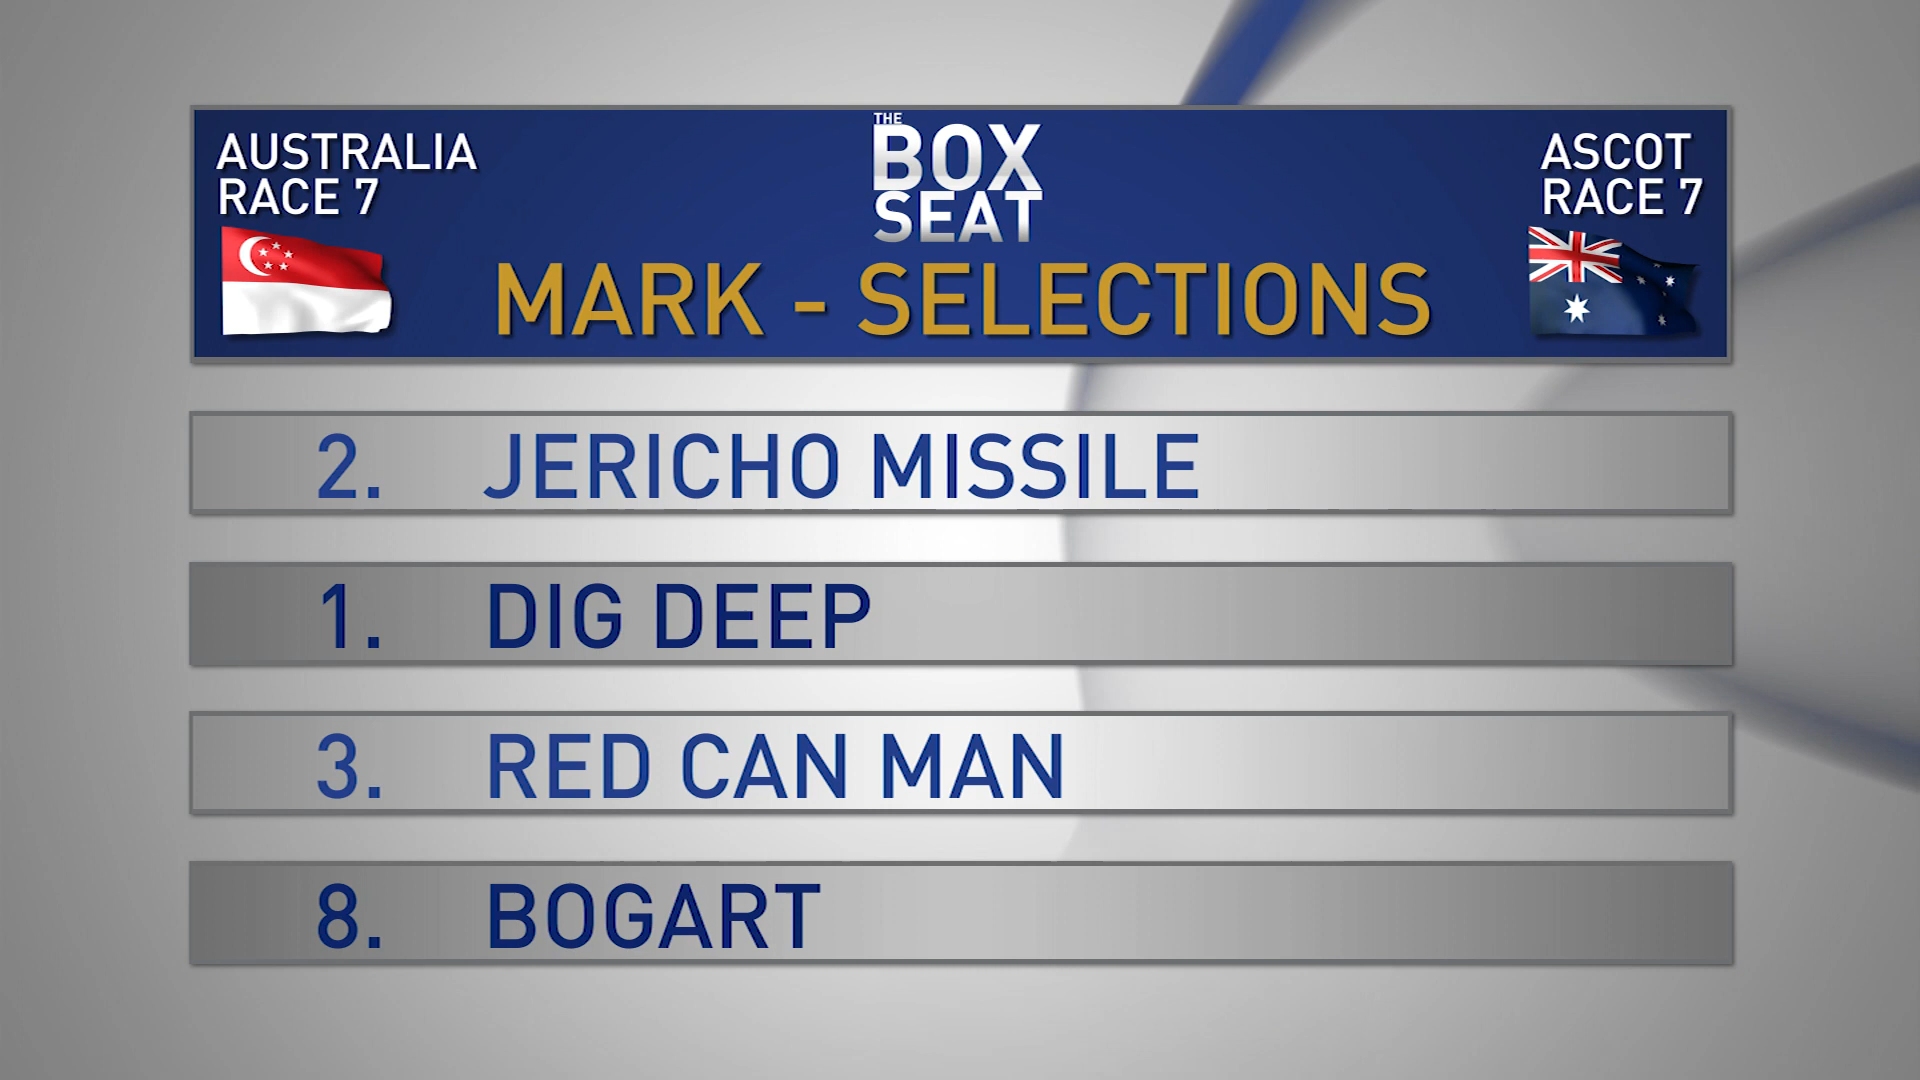 AUSTRALIA
RACE 7
THE
BOX
SEAT
ASCOT
RACE 7
MARK - SELECTIONS
2. JERICHO MISSILE
1. DIG DEEP
3. RED CAN MAN
8. BOGART